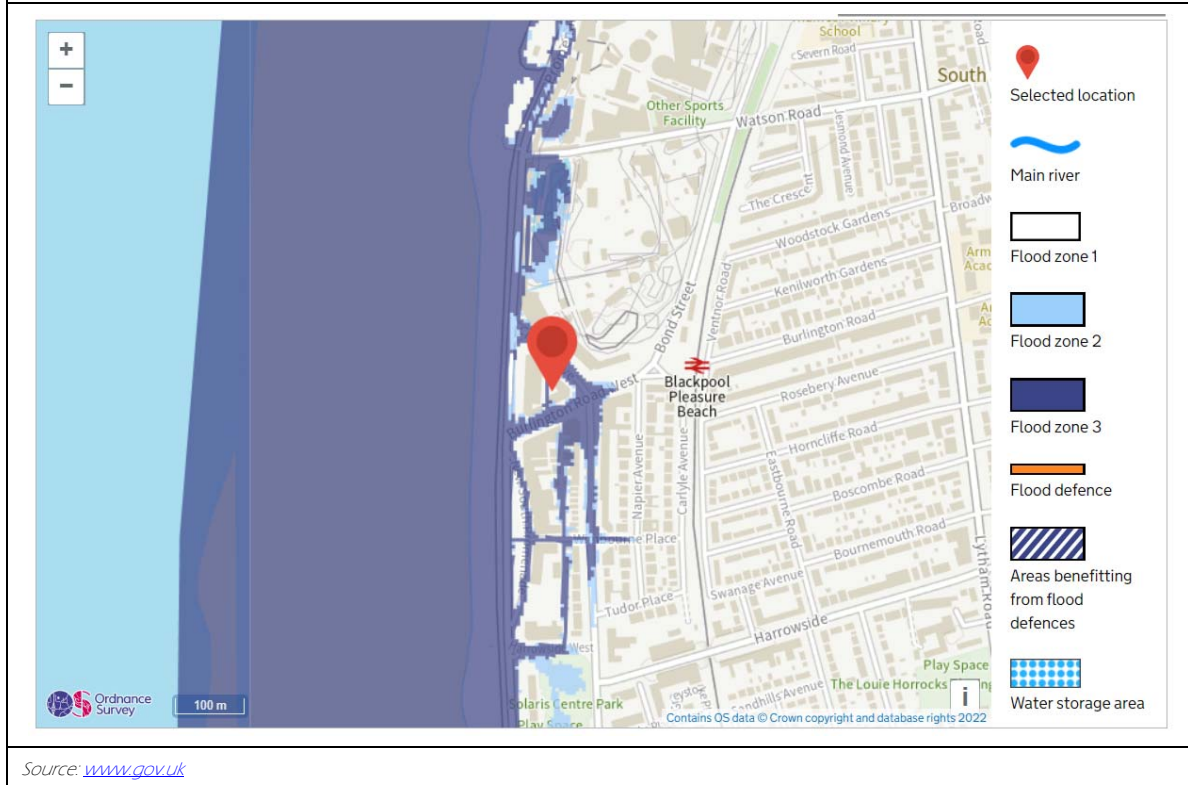 +
−
School
Severn Road
South
Other Sports
Facility
Watson Road
Jesmond Avenue
The Crescent
Broadw
Woodstock Gardens
Arm
Acac
Kenilworth Gardens
Bond Street
Ventnor Road
Burlington Road
Blackpool
Pleasure
Beach
Rosebery Avenue
Burlington Road West
Horncliffe Road
Napier Avenue
Carlyle Avenue
Eastbourne Road
Boscombe Road
Bournemouth Road
Lytham Road
Swanage Avenue
Tudor Place
Harrowside
Solaris Centre Park
Play Space
Play Space
The Louie Horrocks
Sandhills Avenue
Ordnance
Survey
100 m
i
Contains OS data © Crown copyright and database rights 2022
Selected location
Main river
Flood zone 1
Flood zone 2
Flood zone 3
Flood defence
Areas benefitting
from flood
defences
Water storage area
Source: www.gov.uk